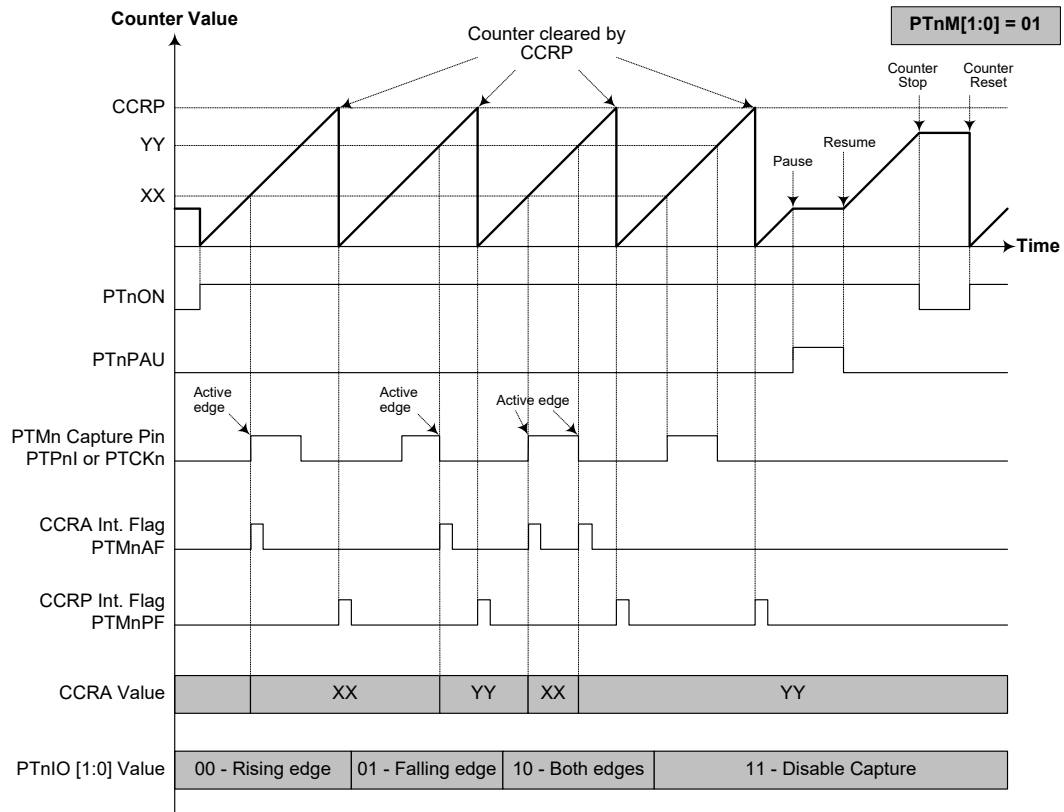 Counter Value
PTnM[1:0] = 01
Counter cleared by
CCRP
Counter
Stop
Counter
Reset
CCRP
YY
XX
Pause
Resume
Time
PTnON
PTnPAU
Active
edge
Active
edge
Active edge
PTMn Capture Pin
PTPnI or PTCKn
CCRA Int. Flag
PTMnAF
CCRP Int. Flag
PTMnPF
CCRA Value
XX
YY
XX
YY
PTnIO [1:0] Value
00 - Rising edge
01 - Falling edge
10 - Both edges
11 - Disable Capture